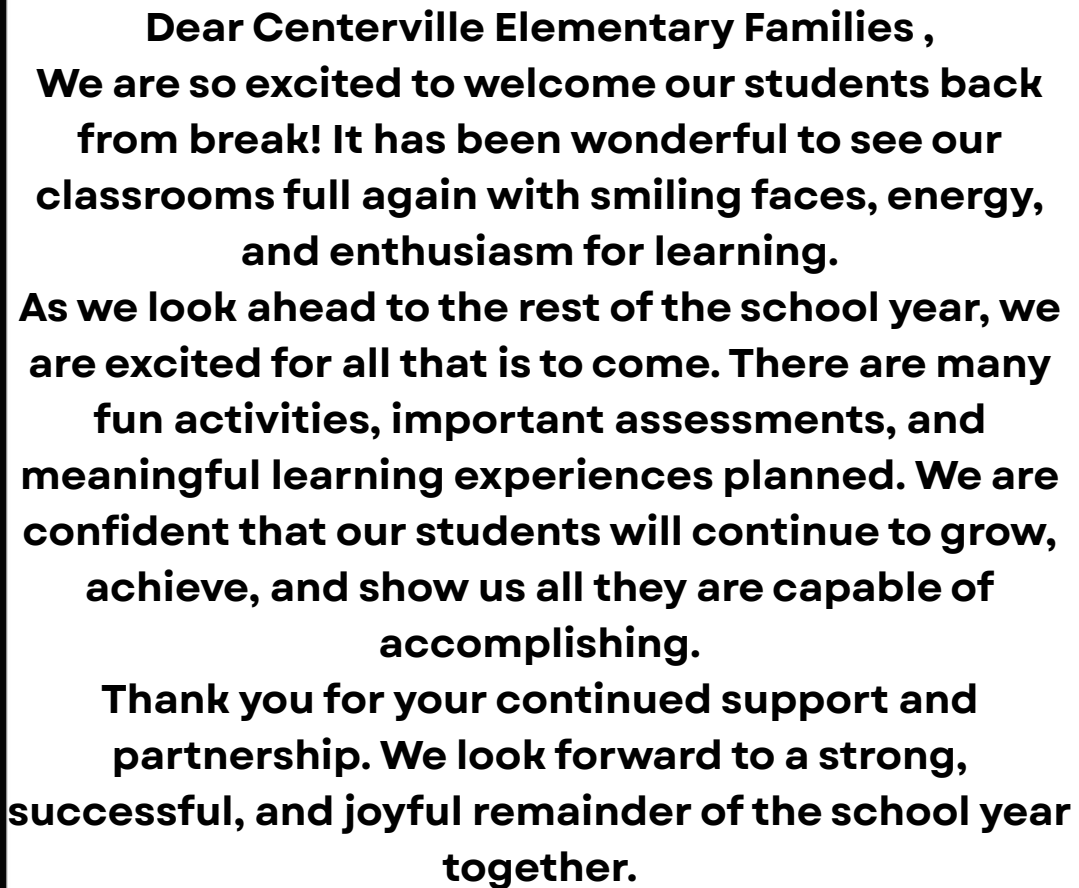 Dear Centerville Elementary Families ,
We are so excited to welcome our students back
from break! It has been wonderful to see our
classrooms full again with smiling faces, energy,
and enthusiasm for learning.
As we look ahead to the rest of the school year, we
are excited for all that is to come. There are many
fun activities, important assessments, and
meaningful learning experiences planned. We are
confident that our students will continue to grow,
achieve, and show us all they are capable of
accomplishing.
Thank you for your continued support and
partnership. We look forward to a strong,
successful, and joyful remainder of the school year
together.